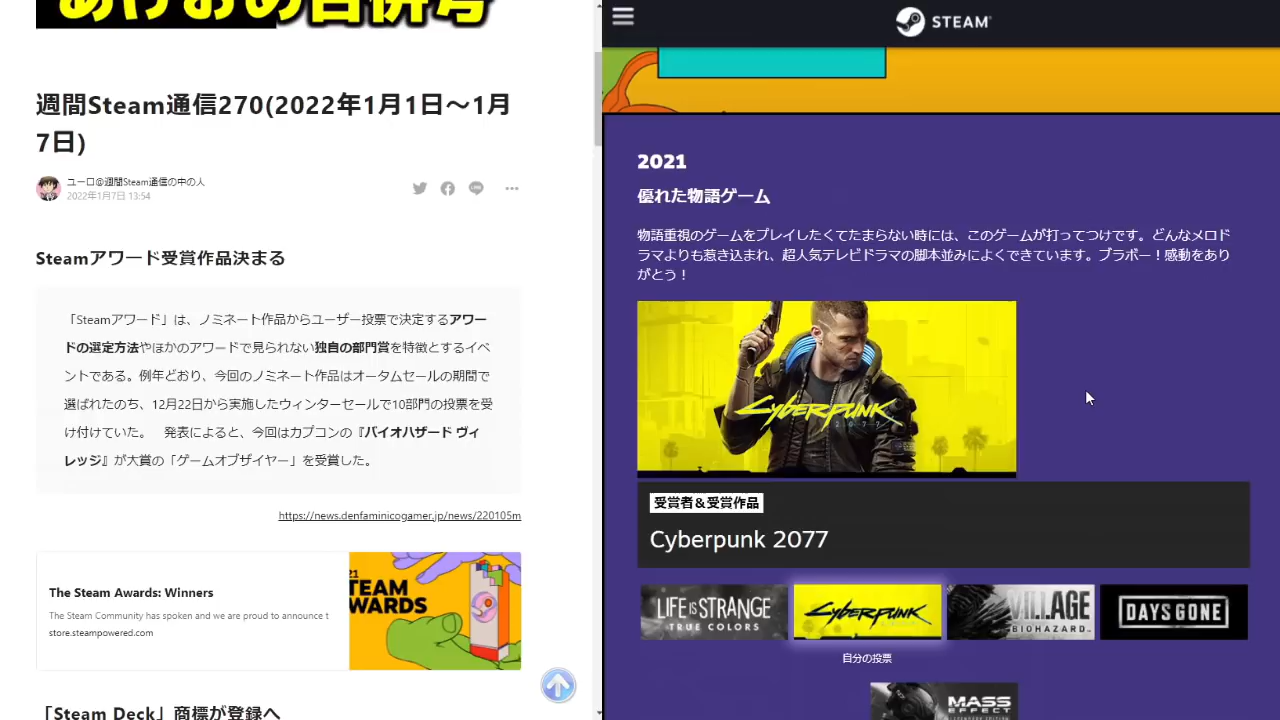 あけおめ合併号
週間Steam通信270(2022年1月1日～1月
7日)
ユーロ@週間Steam通信の中の人
2022年1月7日 13:54
Steamアワード受賞作品決まる
「Steamアワード」は、ノミネート作品からユーザー投票で決定するアワー
ドの選定方法やほかのアワードで見られない独自の部門賞を特徴とするイベ
ントである。例年どおり、今回のノミネート作品はオータムセールの期間で
選ばれたのち、12月22日から実施したウィンターセールで10部門の投票を受
け付けていた。　発表によると、今回はカプコンの『バイオハザード ヴィ
レッジ』が大賞の「ゲームオブザイヤー」を受賞した。
https://news.denfaminicogamer.jp/news/220105m
The Steam Awards: Winners
The Steam Community has spoken and we are proud to announce t
store.steampowered.com
21
STEAM
AWARDS
「Steam Deck」商標が登録へ
STEAM
2021
優れた物語ゲーム
物語重視のゲームをプレイしたくてたまらない時には、このゲームが打ってつけです。どんなメロド
ラマよりも惹き込まれ、超人気テレビドラマの脚本並みによくできています。ブラボー！感動をあり
がとう！
CYBERPUNK
2077
受賞者＆受賞作品
Cyberpunk 2077
LIFE IS STRANGE
TRUE COLORS
CYBERPUNK
VILLAGE
BIOHAZARD
DAYS GONE
自分の投票
MASS
EFFECT